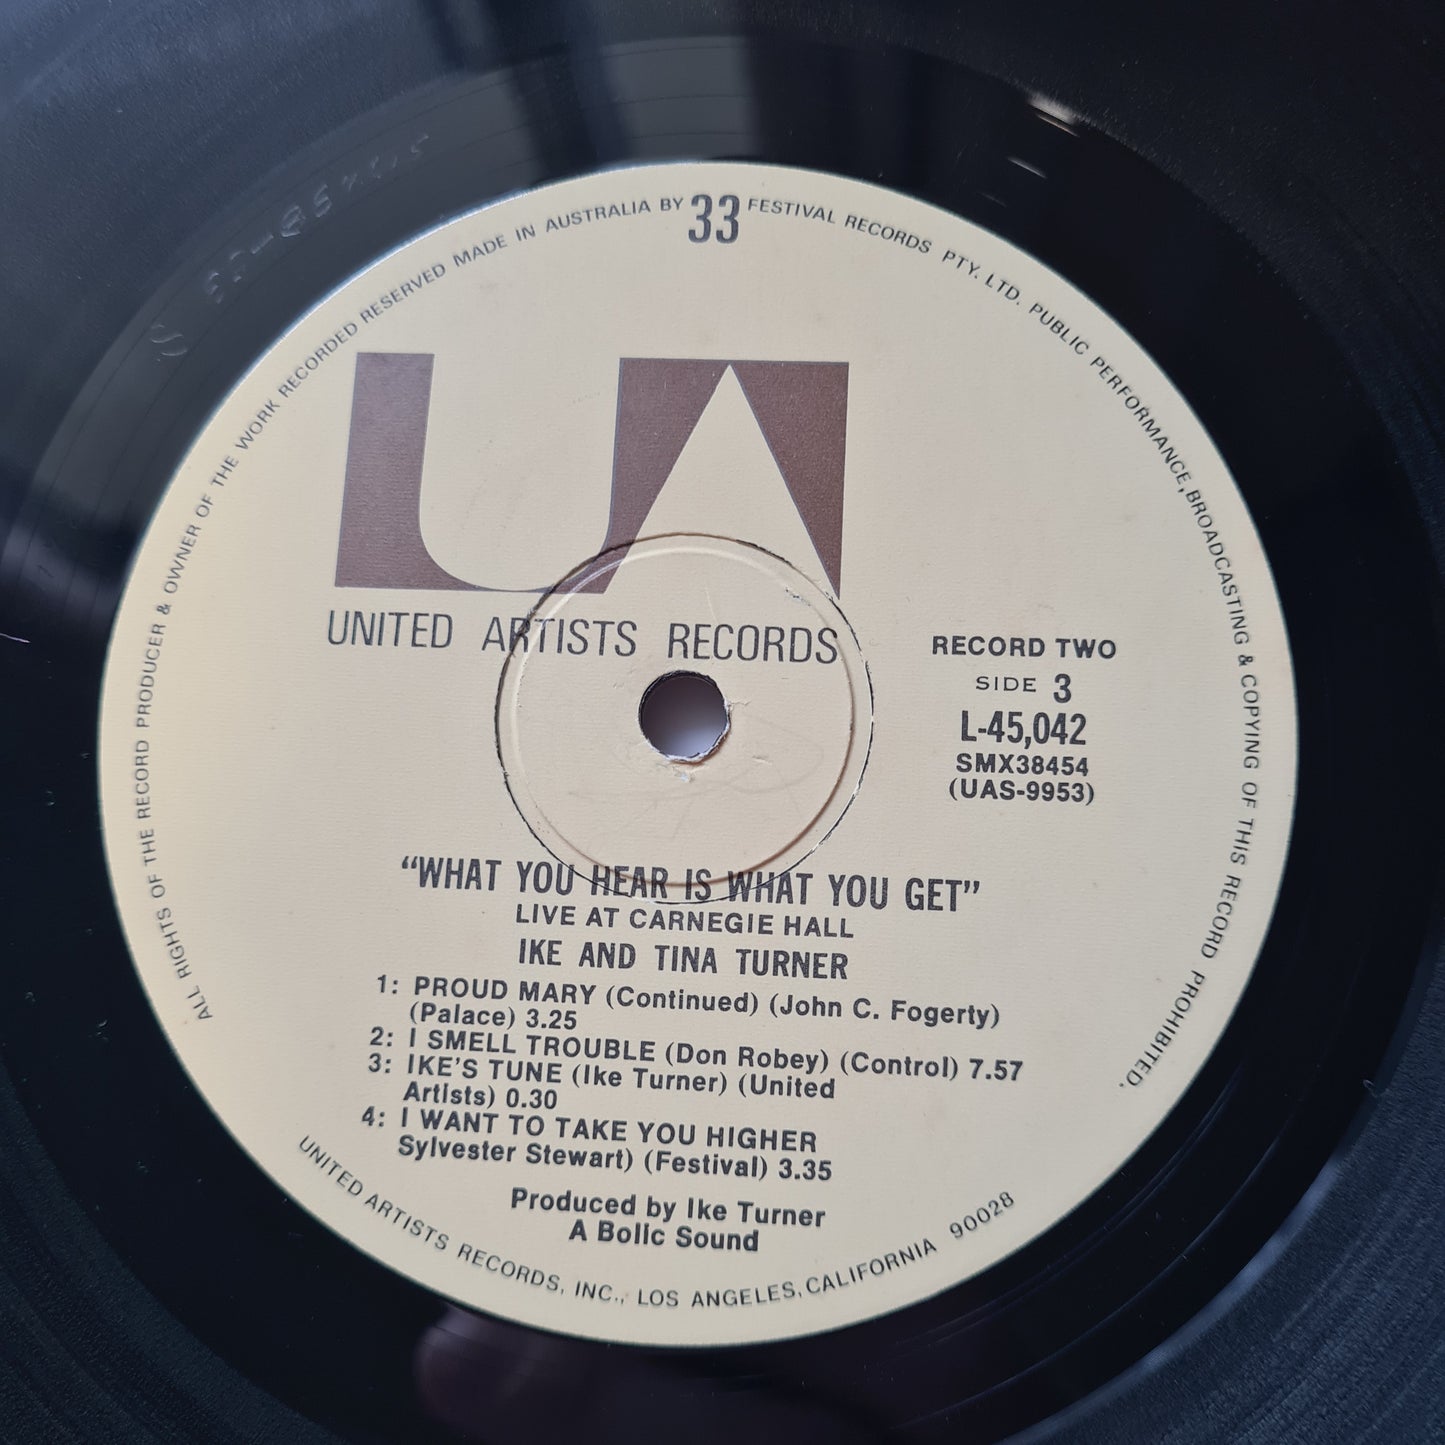 ALL RIGHTS OF THE RECORD PRODUCER & OWNER OF THE WORK RECORDED RESERVED MADE IN AUSTRALIA BY 33 FESTIVAL RECORDS PTY. LTD. PUBLIC PERFORMANCE, BROADCASTING & COPYING OF THIS RECORD PROHIBITED.
UNITED ARTISTS RECORDS
RECORD TWO
SIDE 3
L-45,042
SMX38454
(UAS-9953)
“WHAT YOU HEAR IS WHAT YOU GET”
LIVE AT CARNEGIE HALL
IKE AND TINA TURNER
1: PROUD MARY (Continued) (John C. Fogerty)
(Palace) 3.25
2: I SMELL TROUBLE (Don Robey) (Control) 7.57
3: IKE'S TUNE (Ike Turner) (United
Artists) 0.30
4: I WANT TO TAKE YOU HIGHER
Sylvester Stewart) (Festival) 3.35
Produced by Ike Turner
A Bolic Sound
UNITED ARTISTS RECORDS, INC., LOS ANGELES, CALIFORNIA 90028